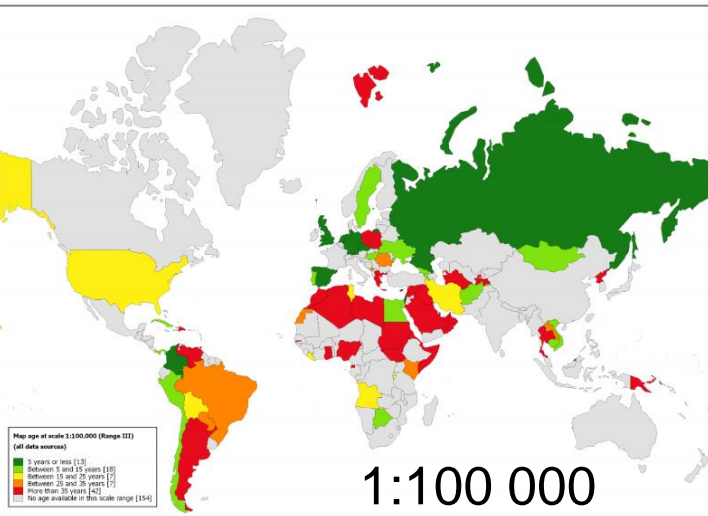 Map age at scale 1:100.000 (Range III)
(all data sources)
5 years or less [13]
Between 5 and 15 years [18]
Between 15 and 25 years [7]
Between 25 and 35 years [7]
More than 35 years [42]
No age available in this scale range [154]
1:100 000